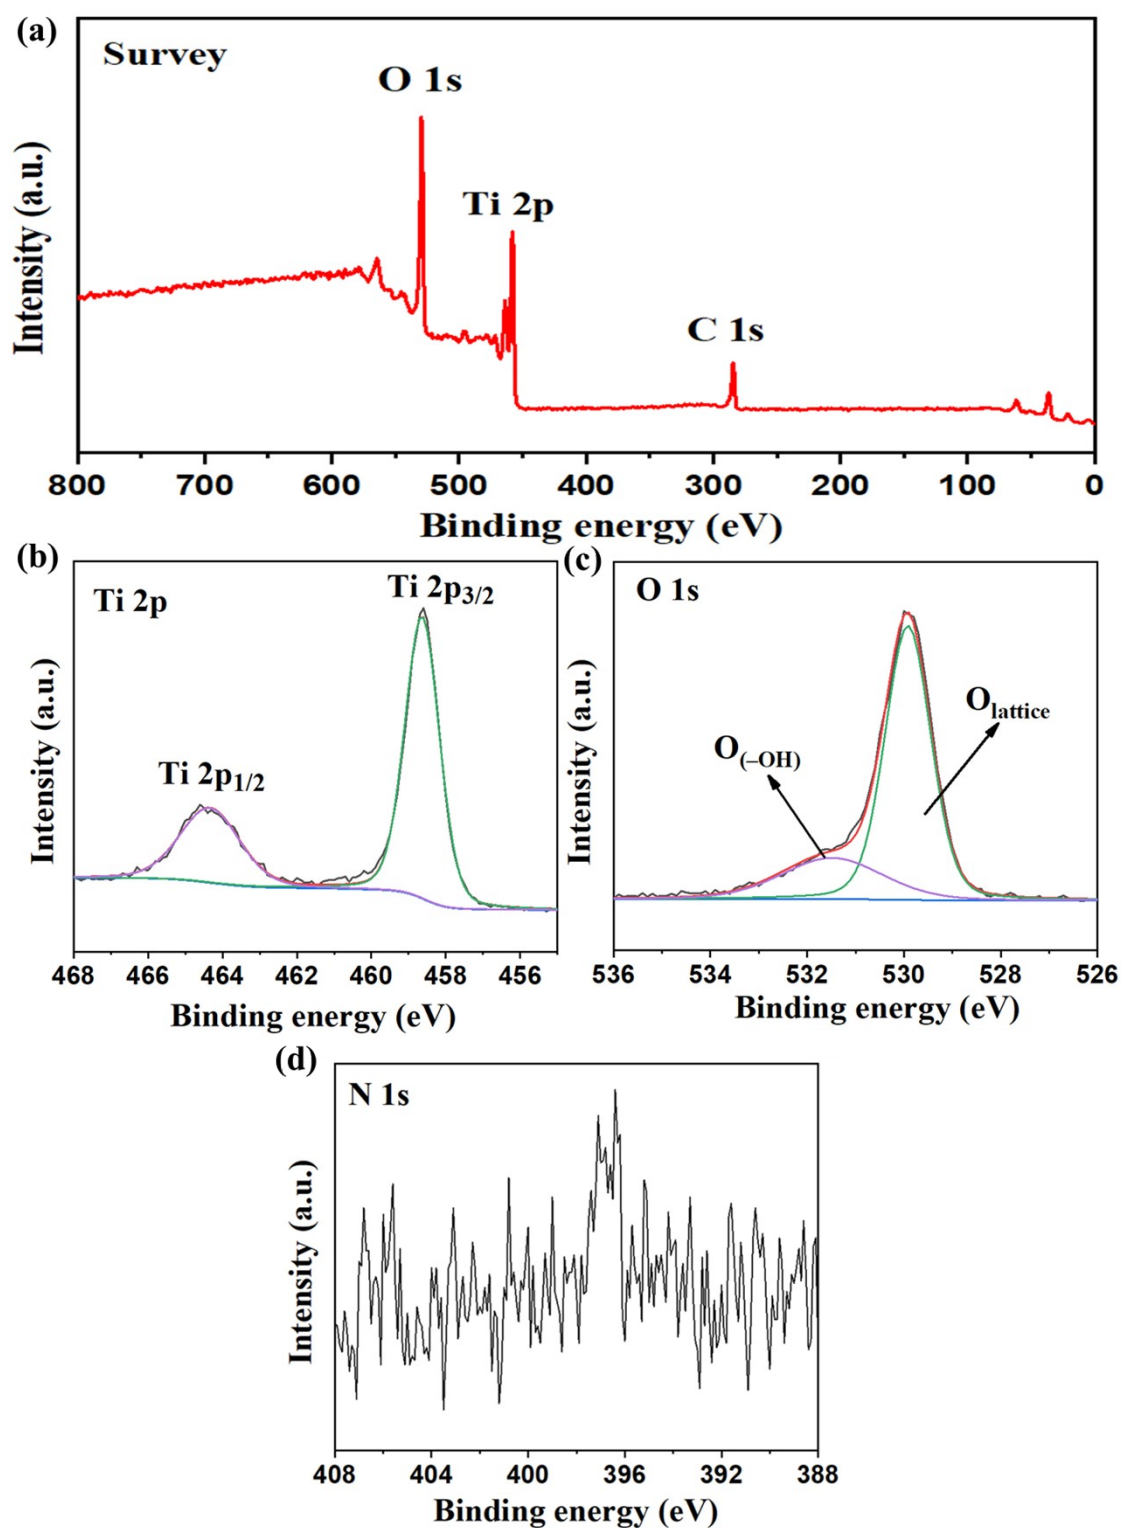 (a)
Survey
O 1s
Ti 2p
C 1s
Intensity (a.u.)
800 700 600 500 400 300 200 100 0
Binding energy (eV)
(b)
Ti 2p
Ti 2p3/2
Ti 2p1/2
Intensity (a.u.)
468 466 464 462 460 458 456
Binding energy (eV)
(c)
O 1s
Olattice
O(–OH)
Intensity (a.u.)
536 534 532 530 528 526
Binding energy (eV)
(d)
N 1s
Intensity (a.u.)
408 404 400 396 392 388
Binding energy (eV)